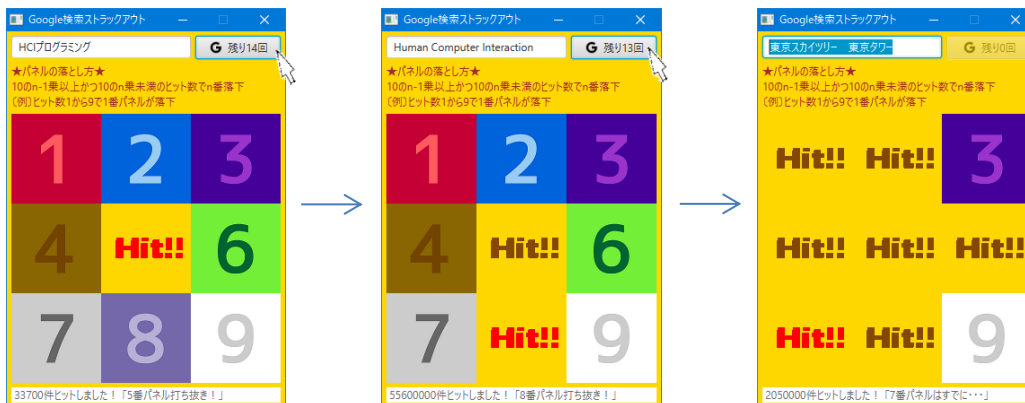 Google検索ストラックアウト
HCIプログラミング
G 残り14回
★パネルの落とし方★
10のn-1乗以上かつ10のn乗未満のヒット数でn番落下
(例)ヒット数1から9で1番パネルが落下
1 2 3
4 Hit!! 6
7 8 9
33700件ヒットしました！「5番パネル打ち抜き！」
Google検索ストラックアウト
Human Computer Interaction
G 残り13回
★パネルの落とし方★
10のn-1乗以上かつ10のn乗未満のヒット数でn番落下
(例)ヒット数1から9で1番パネルが落下
1 2 3
4 Hit!! 6
7 Hit!! 9
55600000件ヒットしました！「8番パネル打ち抜き！」
Google検索ストラックアウト
東京スカイツリー　東京タワー
G 残り0回
★パネルの落とし方★
10のn-1乗以上かつ10のn乗未満のヒット数でn番落下
(例)ヒット数1から9で1番パネルが落下
Hit!! Hit!! 3
Hit!! Hit!! Hit!!
Hit!! Hit!! 9
2050000件ヒットしました！「7番パネルはすでに・・・」